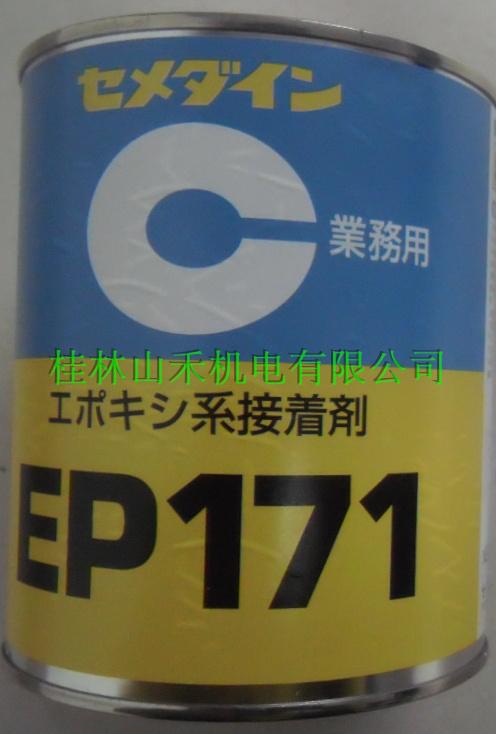 セメダイン
C
業務用
桂林山禾机电有限公司
エポキシ系接着剤
EP171